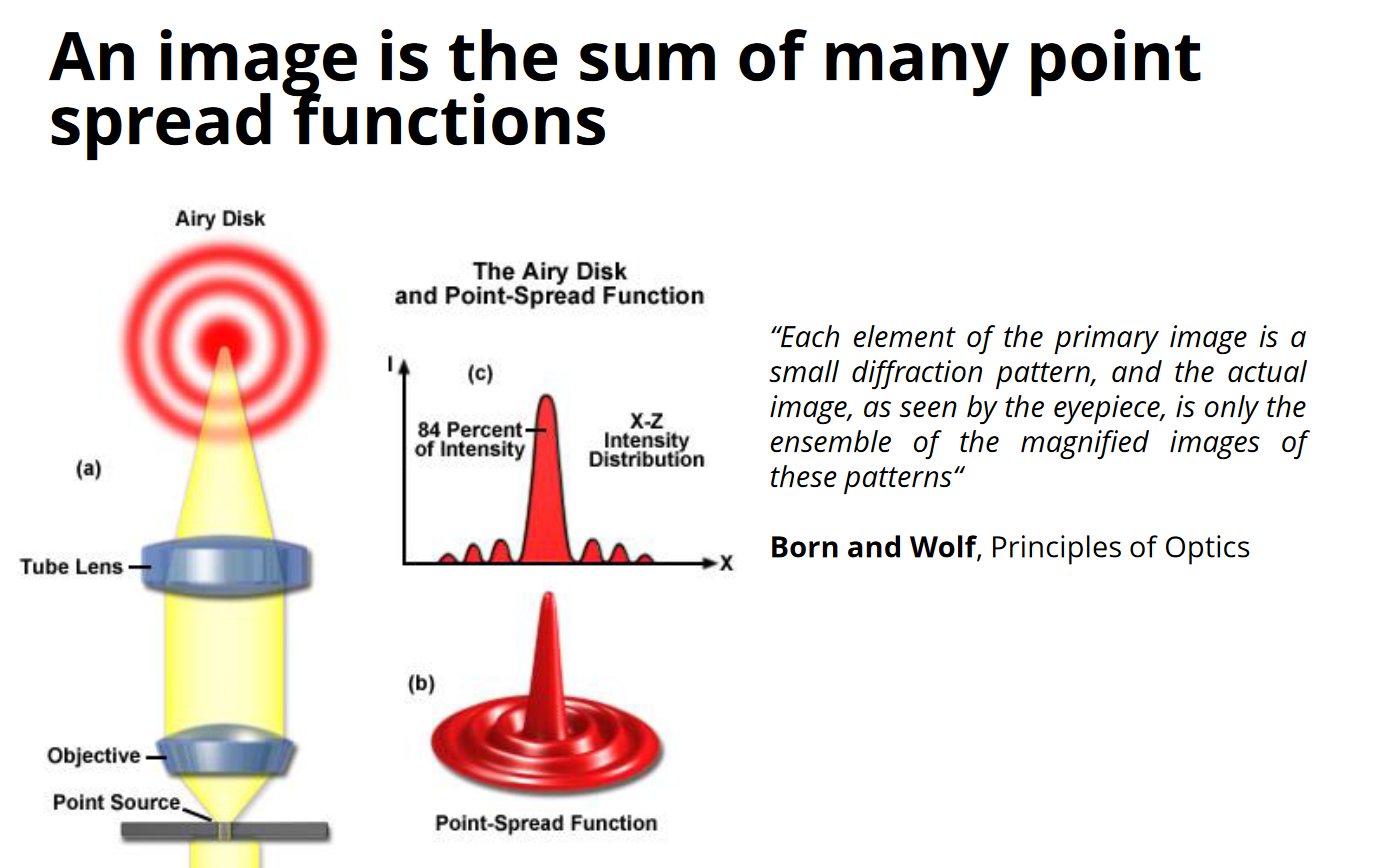 An image is the sum of many point
spread functions
Airy Disk
(a)
Tube Lens
Objective
Point Source
The Airy Disk
and Point-Spread Function
I
(c)
84 Percent
of Intensity
X-Z
Intensity
Distribution
X
(b)
Point-Spread Function
“Each element of the primary image is a
small diffraction pattern, and the actual
image, as seen by the eyepiece, is only the
ensemble of the magnified images of
these patterns“
Born and Wolf, Principles of Optics